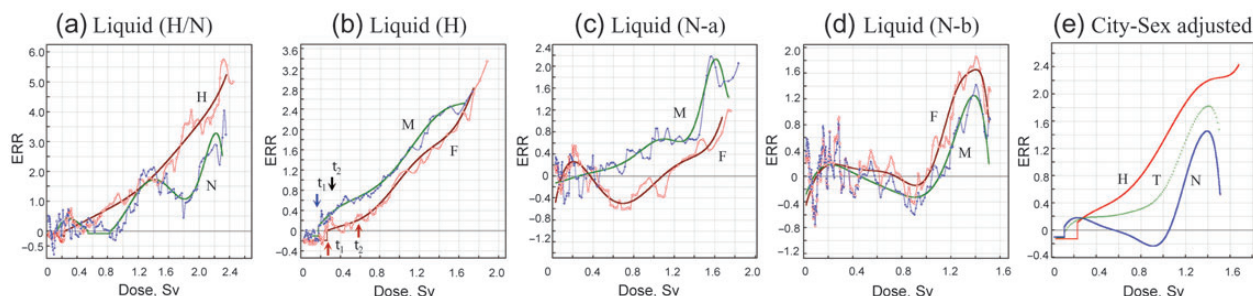 (a) Liquid (H/N)
ERR
6.0
5.0
4.0
3.0
2.0
1.0
0
−0.5
H
N
0 0.4 0.8 1.2 1.6 2.0 2.4
Dose, Sv
(b) Liquid (H)
ERR
3.6
3.2
2.8
2.4
2.0
1.6
1.2
0.8
0.4
0
−0.4
M
F
t1 t2
t1 t2
0 0.4 0.8 1.2 1.6 2.0
Dose, Sv
(c) Liquid (N-a)
ERR
2.4
2.0
1.6
1.2
0.8
0.4
0
−0.4
−0.8
−1.2
M
F
0 0.4 0.8 1.2 1.6 2.0
Dose, Sv
(d) Liquid (N-b)
ERR
2.0
1.6
1.2
0.8
0.4
0
−0.4
−0.8
−1.2
F
M
0 0.4 0.8 1.2 1.6
Dose, Sv
(e) City-Sex adjusted
ERR
2.4
2.0
1.6
1.2
0.8
0.4
0
−0.4
H T N
0 0.4 0.8 1.2 1.6
Dose, Sv